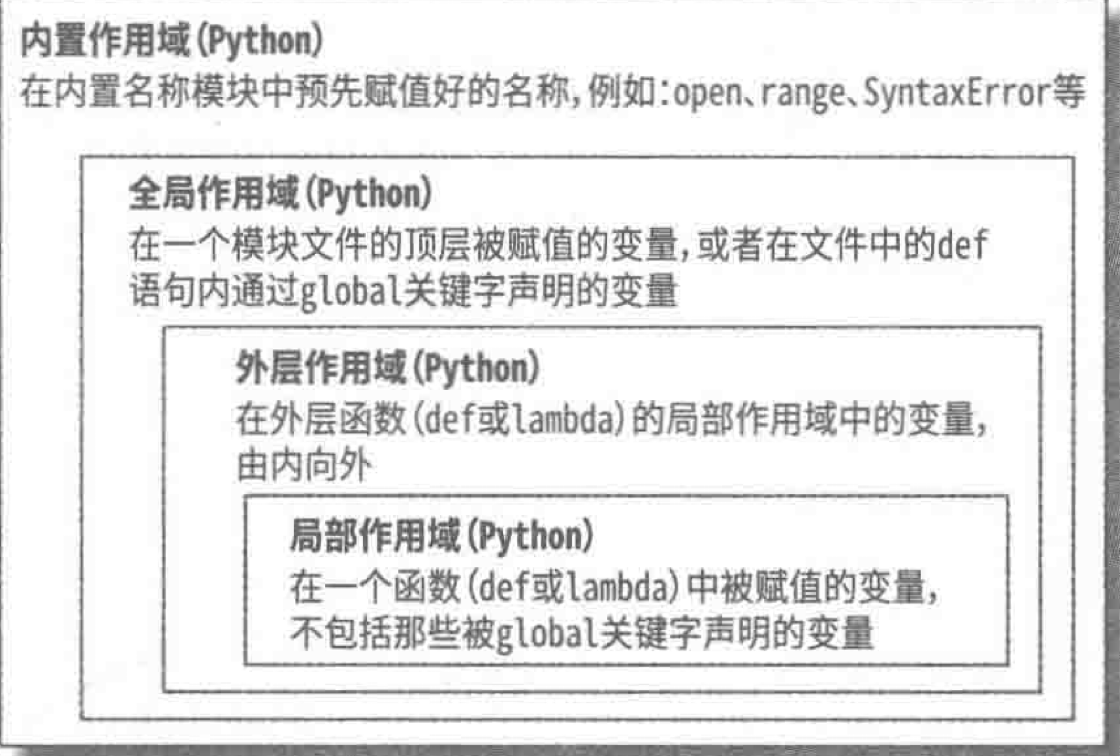 内置作用域(Python)
在内置名称模块中预先赋值好的名称,例如:open、range、SyntaxError等
全局作用域(Python)
在一个模块文件的顶层被赋值的变量,或者在文件中的def
语句内通过global关键字声明的变量
外层作用域(Python)
在外层函数(def或lambda)的局部作用域中的变量,
由内向外
局部作用域(Python)
在一个函数(def或lambda)中被赋值的变量,
不包括那些被global关键字声明的变量